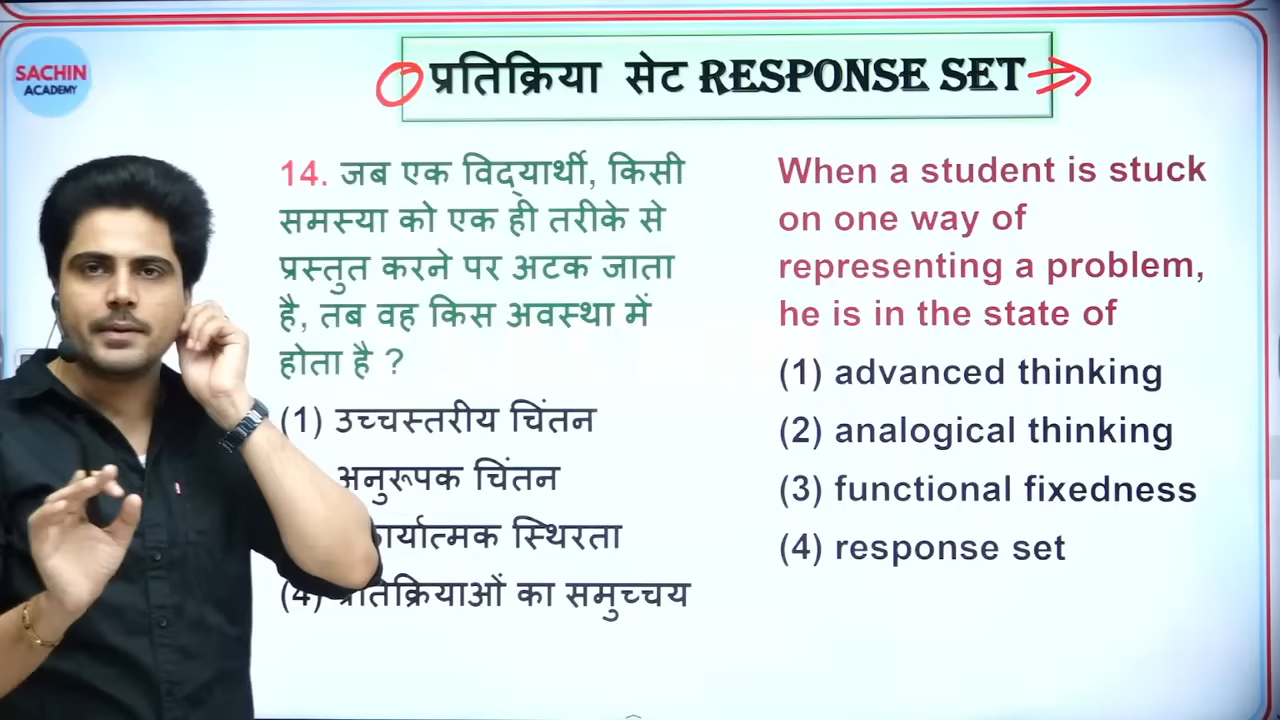 SACHIN
ACADEMY
प्रतिक्रिया सेट RESPONSE SET
14. जब एक विद्यार्थी, किसी
समस्या को एक ही तरीके से
प्रस्तुत करने पर अटक जाता
है, तब वह किस अवस्था में
होता है ?
(1) उच्चस्तरीय चिंतन
अनुरूपक चिंतन
स्थिरता
(4) प्रतिक्रियाओं का समुच्चय
When a student is stuck
on one way of
representing a problem,
he is in the state of
(1) advanced thinking
(2) analogical thinking
(3) functional fixedness
(4) response set